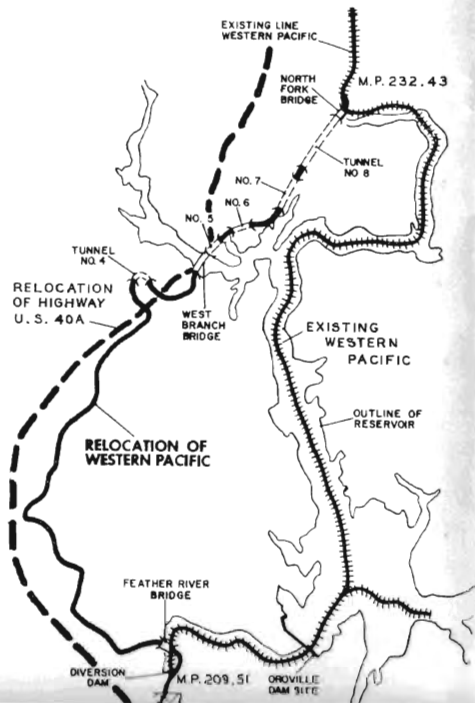 EXISTING LINE
WESTERN PACIFIC
NORTH
FORK
BRIDGE
M.P. 232.43
NO. 7
TUNNEL
NO 8
NO. 6
NO. 5
TUNNEL
NO. 4
RELOCATION
OF HIGHWAY
U.S. 40A
WEST
BRANCH
BRIDGE
EXISTING
WESTERN
PACIFIC
OUTLINE OF
RESERVOIR
RELOCATION OF
WESTERN PACIFIC
FEATHER RIVER
BRIDGE
DIVERSION
DAM
M.P. 209.51
OROVILLE
DAM SITE